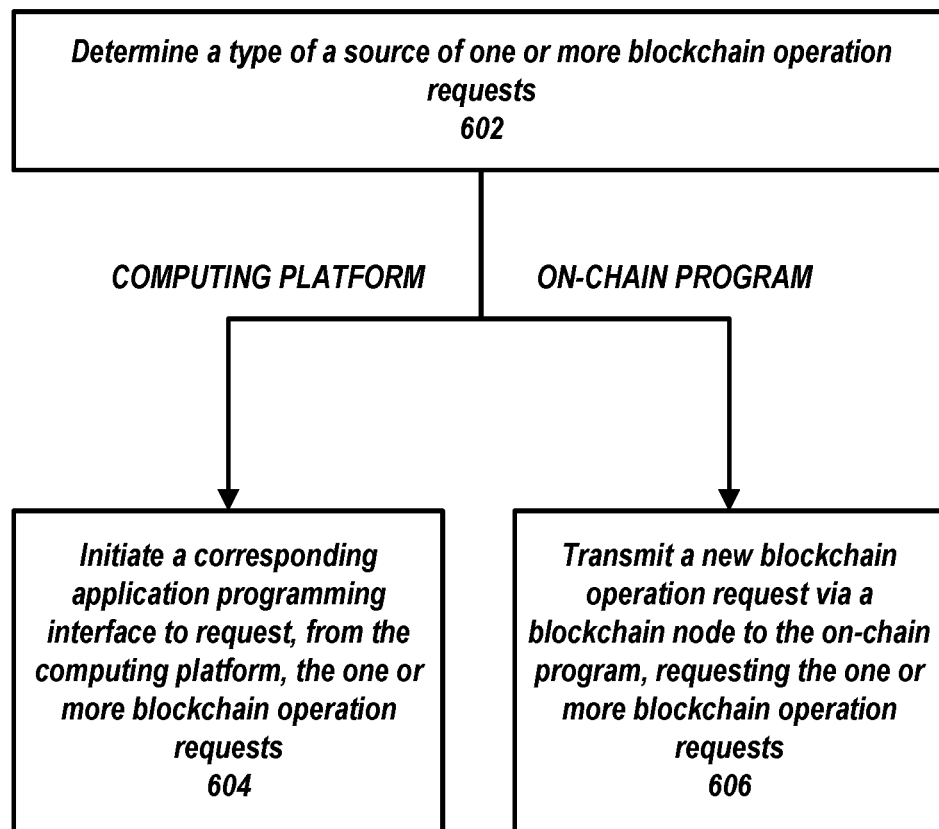 Determine a type of a source of one or more blockchain operation
requests
602
COMPUTING PLATFORM
ON-CHAIN PROGRAM
Initiate a corresponding
application programming
interface to request, from the
computing platform, the one or
more blockchain operation
requests
604
Transmit a new blockchain
operation request via a
blockchain node to the on-chain
program, requesting the one or
more blockchain operation
requests
606